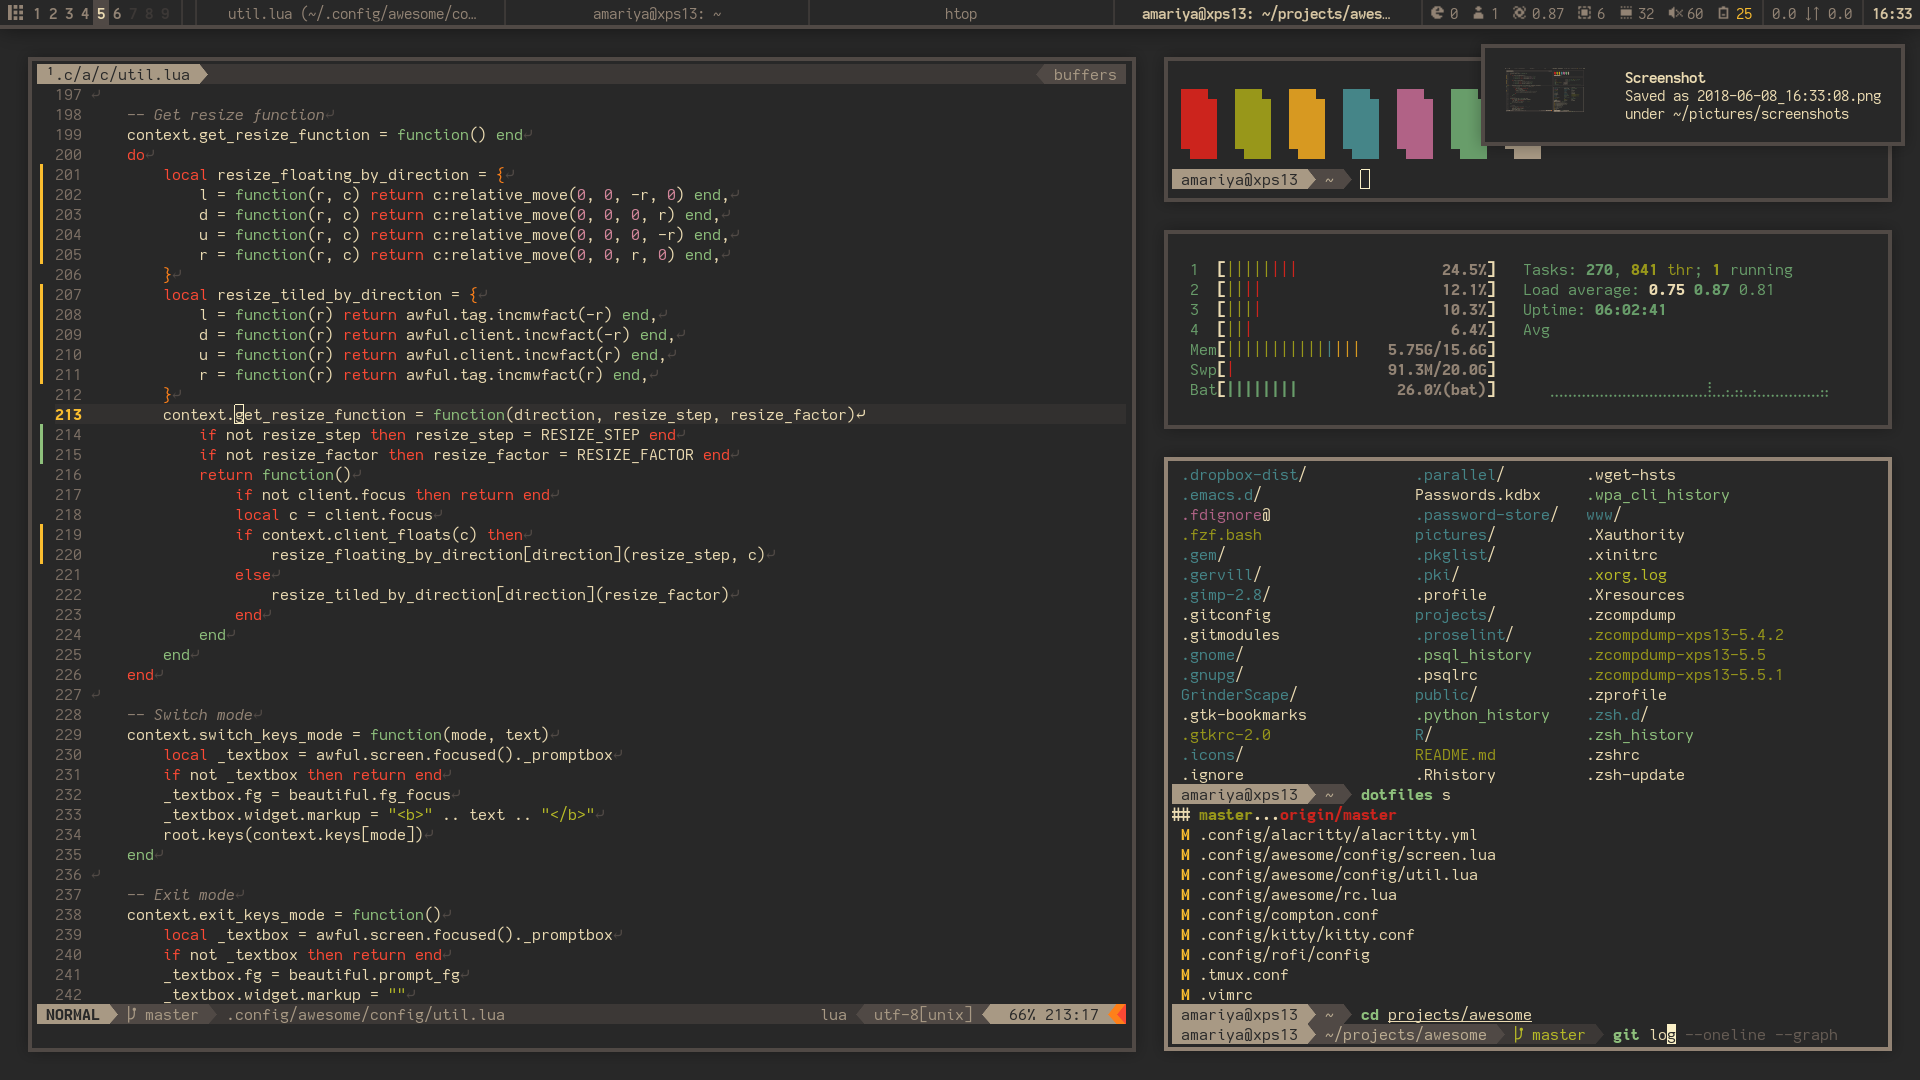 1 2 3 4 5 6 7 8 9 util.lua (~/.config/awesome/co… amariya@xps13: ~ htop amariya@xps13: ~/projects/awes… 0 1 0.87 6 32 60 25 0.0 ↓↑ 0.0 16:33
1 .c/a/c/util.lua buffers
197 ↵
198 -- Get resize function↵
199 context.get_resize_function = function() end↵
200 do↵
201 local resize_floating_by_direction = {↵
202 l = function(r, c) return c:relative_move(0, 0, -r, 0) end,↵
203 d = function(r, c) return c:relative_move(0, 0, 0, r) end,↵
204 u = function(r, c) return c:relative_move(0, 0, 0, -r) end,↵
205 r = function(r, c) return c:relative_move(0, 0, r, 0) end,↵
206 }↵
207 local resize_tiled_by_direction = {↵
208 l = function(r) return awful.tag.incmwfact(-r) end,↵
209 d = function(r) return awful.client.incwfact(-r) end,↵
210 u = function(r) return awful.client.incwfact(r) end,↵
211 r = function(r) return awful.tag.incmwfact(r) end,↵
212 }↵
213 context.get_resize_function = function(direction, resize_step, resize_factor)↵
214 if not resize_step then resize_step = RESIZE_STEP end↵
215 if not resize_factor then resize_factor = RESIZE_FACTOR end↵
216 return function()↵
217 if not client.focus then return end↵
218 local c = client.focus↵
219 if context.client_floats(c) then↵
220 resize_floating_by_direction[direction](resize_step, c)↵
221 else↵
222 resize_tiled_by_direction[direction](resize_factor)↵
223 end↵
224 end↵
225 end↵
226 end↵
227 ↵
228 -- Switch mode↵
229 context.switch_keys_mode = function(mode, text)↵
230 local _textbox = awful.screen.focused()._promptbox↵
231 if not _textbox then return end↵
232 _textbox.fg = beautiful.fg_focus↵
233 _textbox.widget.markup = "<b>" .. text .. "</b>"↵
234 root.keys(context.keys[mode])↵
235 end↵
236 ↵
237 -- Exit mode↵
238 context.exit_keys_mode = function()↵
239 local _textbox = awful.screen.focused()._promptbox↵
240 if not _textbox then return end↵
241 _textbox.fg = beautiful.prompt_fg↵
242 _textbox.widget.markup = ""↵
NORMAL master .config/awesome/config/util.lua lua utf-8[unix] 66% 213:17
Screenshot
Saved as 2018-06-08_16:33:08.png
under ~/pictures/screenshots
amariya@xps13 ~
1 [|||||||| 24.5%] Tasks: 270, 841 thr; 1 running
2 [|||| 12.1%] Load average: 0.75 0.87 0.81
3 [|||| 10.3%] Uptime: 06:02:41
4 [||| 6.4%] Avg
Mem[||||||||||||||| 5.75G/15.6G]
Swp[| 91.3M/20.0G]
Bat[|||||||| 26.0%(bat)]
.dropbox-dist/ .parallel/ .wget-hsts
.emacs.d/ Passwords.kdbx .wpa_cli_history
.fdignore@ .password-store/ www/
.fzf.bash pictures/ .Xauthority
.gem/ .pkglist/ .xinitrc
.gervill/ .pki/ .xorg.log
.gimp-2.8/ .profile .Xresources
.gitconfig projects/ .zcompdump
.gitmodules .proselint/ .zcompdump-xps13-5.4.2
.gnome/ .psql_history .zcompdump-xps13-5.5
.gnupg/ .psqlrc .zcompdump-xps13-5.5.1
GrinderScape/ public/ .zprofile
.gtk-bookmarks .python_history .zsh.d/
.gtkrc-2.0 R/ .zsh_history
.icons/ README.md .zshrc
.ignore .Rhistory .zsh-update
amariya@xps13 ~ dotfiles s
## master...origin/master
M .config/alacritty/alacritty.yml
M .config/awesome/config/screen.lua
M .config/awesome/config/util.lua
M .config/awesome/rc.lua
M .config/compton.conf
M .config/kitty/kitty.conf
M .config/rofi/config
M .tmux.conf
M .vimrc
amariya@xps13 ~ cd projects/awesome
amariya@xps13 ~/projects/awesome master git log --oneline --graph